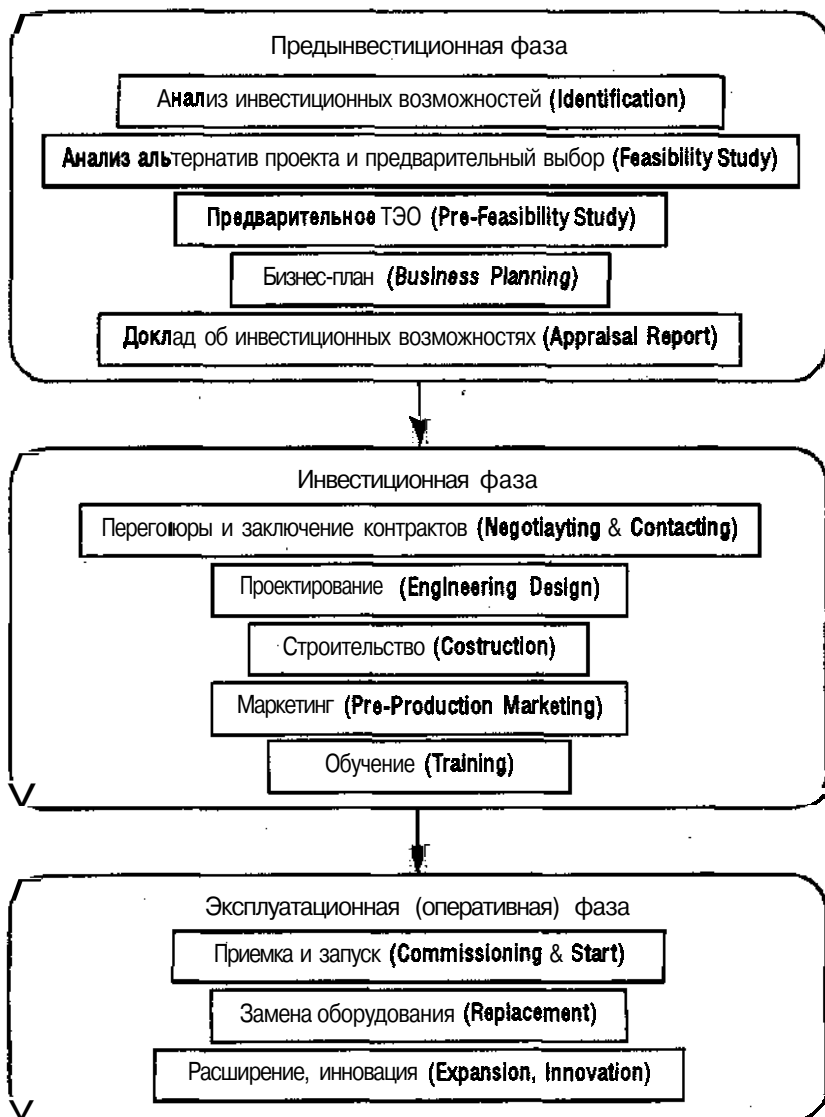 Предынвестиционная фаза
Анализ инвестиционных возможностей (Identification)
Анализ альтернатив проекта и предварительный выбор (Feasibility Study)
Предварительное ТЭО (Pre-Feasibility Study)
Бизнес-план (Business Planning)
Доклад об инвестиционных возможностях (Appraisal Report)
Инвестиционная фаза
Переговоры и заключение контрактов (Negotiayting & Contacting)
Проектирование (Engineering Design)
Строительство (Costruction)
Маркетинг (Pre-Production Marketing)
Обучение (Training)
Эксплуатационная (оперативная) фаза
Приемка и запуск (Commissioning & Start)
Замена оборудования (Replacement)
Расширение, инновация (Expansion, Innovation)